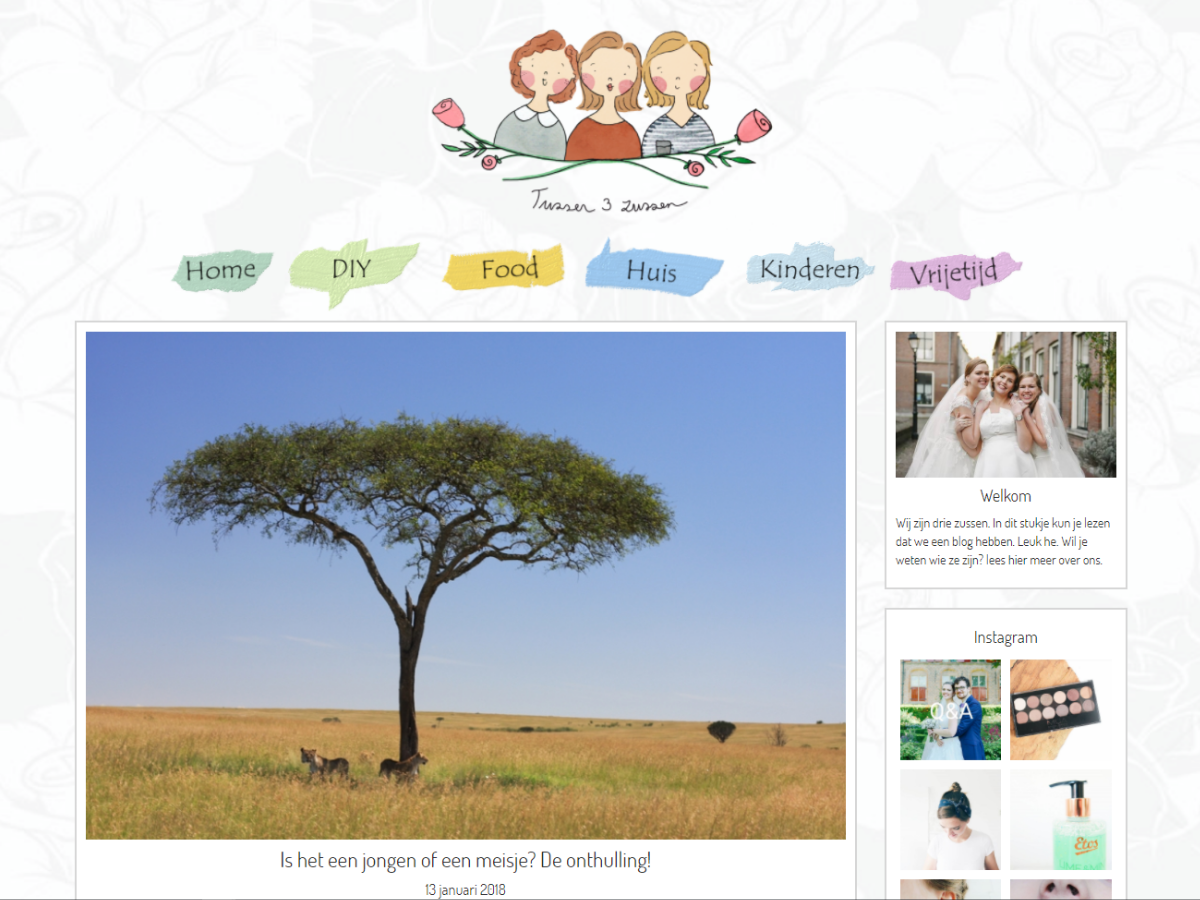 Tussen 3 zussen
Home
DIY
Food
Huis
Kinderen
Vrijetijd
Welkom
Wij zijn drie zussen. In dit stukje kun je lezen
dat we een blog hebben. Leuk he. Wil je
weten wie ze zijn? lees hier meer over ons.
Instagram
Q&A
Etos
Is het een jongen of een meisje? De onthulling!
13 januari 2018